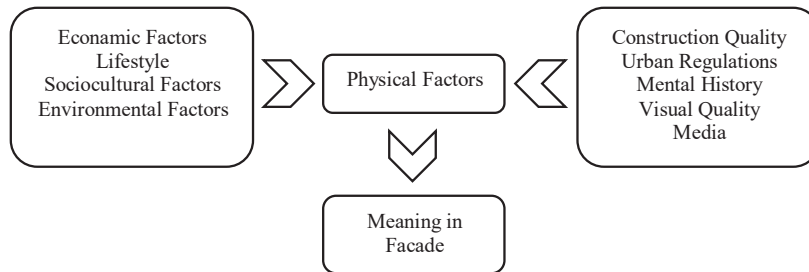 Econamic Factors
Lifestyle
Sociocultural Factors
Environmental Factors
Physical Factors
Construction Quality
Urban Regulations
Mental History
Visual Quality
Media
Meaning in
Facade